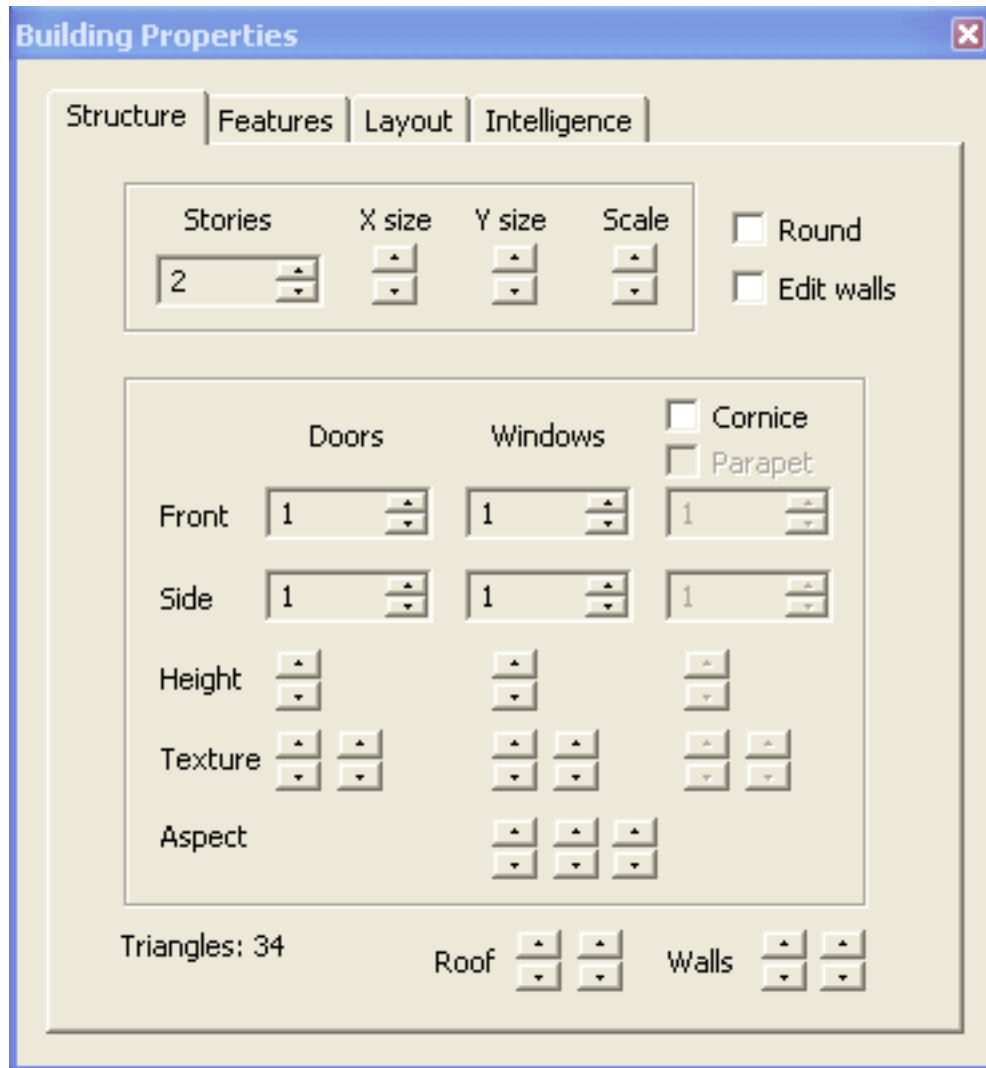 Building Properties
Structure Features Layout Intelligence
Stories X size Y size Scale
Round
2
Edit walls
Cornice
Doors Windows
Parapet
Front 1 1 1
Side 1 1 1
Height
Texture
Aspect
Triangles: 34
Roof Walls